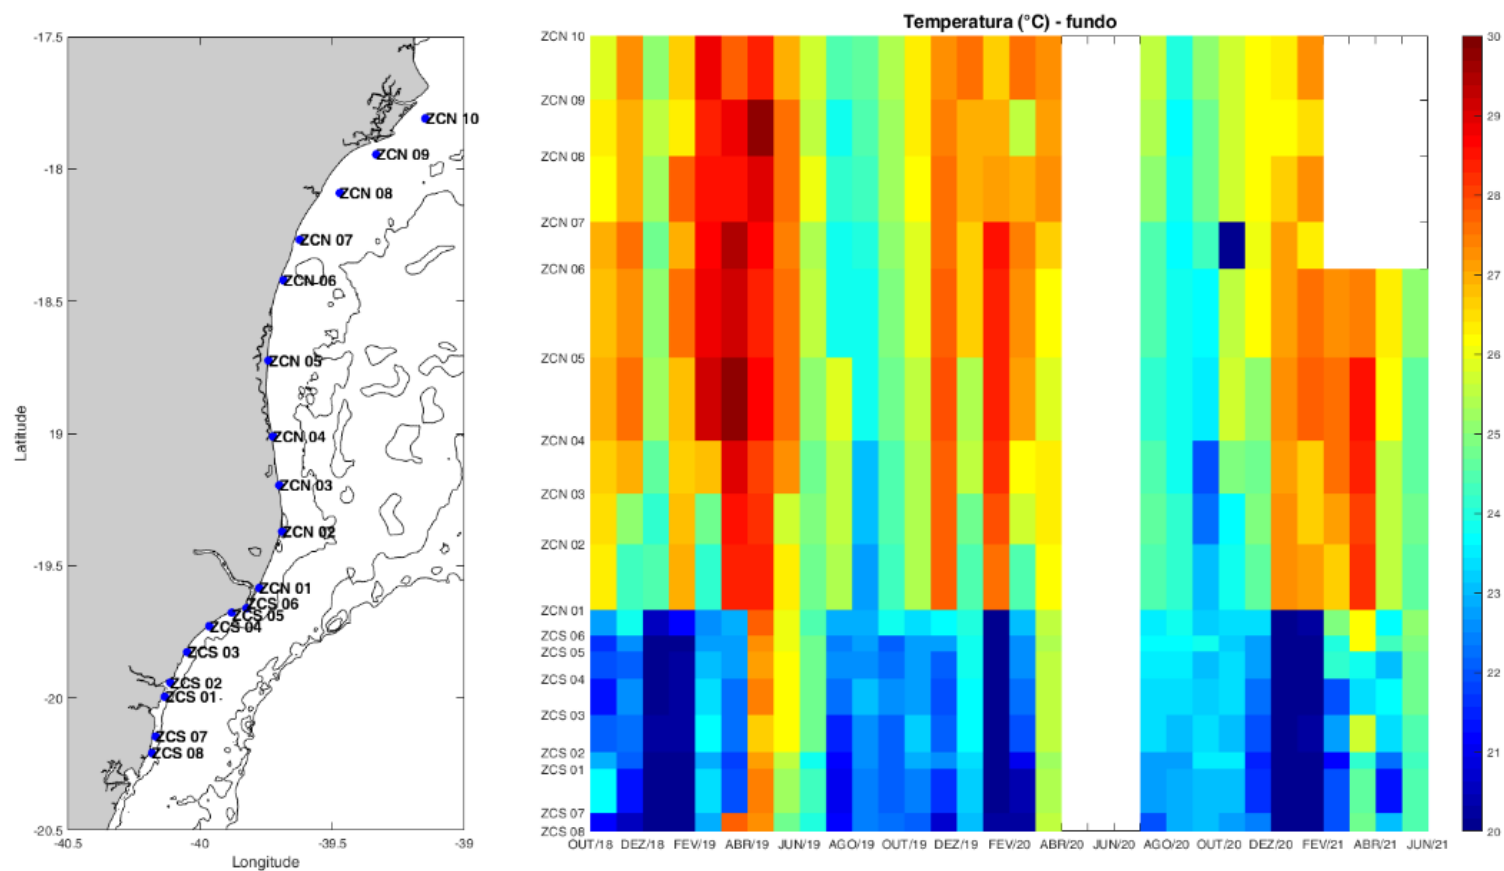 Temperatura (°C) - fundo
-17.5
-18
-18.5
-19
-19.5
-20
-20.5
Latitude
-40.5
-40
-39.5
-39
Longitude
ZCN 10
ZCN 09
ZCN 08
ZCN 07
ZCN 06
ZCN 05
ZCN 04
ZCN 03
ZCN 02
ZCN 01
ZCS 06
ZCS 05
ZCS 04
ZCS 03
ZCS 02
ZCS 01
ZCS 07
ZCS 08
ZCN 10
ZCN 09
ZCN 08
ZCN 07
ZCN 06
ZCN 05
ZCN 04
ZCN 03
ZCN 02
ZCN 01
ZCS 06
ZCS 05
ZCS 04
ZCS 03
ZCS 02
ZCS 01
ZCS 07
ZCS 08
OUT/18
DEZ/18
FEV/19
ABR/19
JUN/19
AGO/19
OUT/19
DEZ/19
FEV/20
ABR/20
JUN/20
AGO/20
OUT/20
DEZ/20
FEV/21
ABR/21
JUN/21
30
29
28
27
26
25
24
23
22
21
20